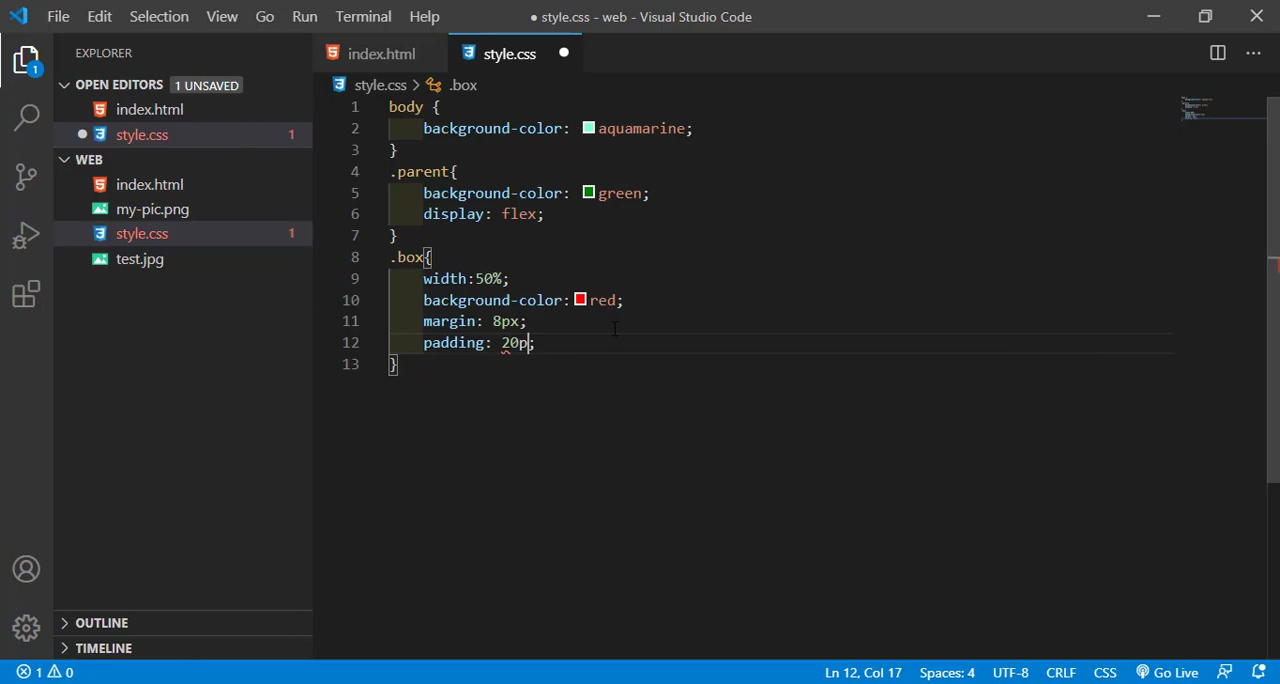 File Edit Selection View Go Run Terminal Help ● style.css - web - Visual Studio Code
EXPLORER
OPEN EDITORS 1 UNSAVED
index.html
style.css 1
WEB
index.html
my-pic.png
style.css 1
test.jpg
OUTLINE
TIMELINE
1
index.html style.css
style.css > .box
1 body {
2 background-color: aquamarine;
3 }
4 .parent{
5 background-color: green;
6 display: flex;
7 }
8 .box{
9 width:50%;
10 background-color: red;
11 margin: 8px;
12 padding: 20p;
13 }
1 0 Ln 12, Col 17 Spaces: 4 UTF-8 CRLF CSS Go Live